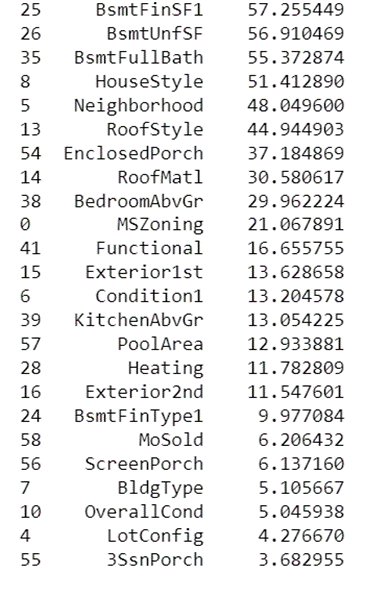 25 BsmtFinSF1 57.255449
26 BsmtUnfSF 56.910469
35 BsmtFullBath 55.372874
8 HouseStyle 51.412890
5 Neighborhood 48.049600
13 RoofStyle 44.944903
54 EnclosedPorch 37.184869
14 RoofMatl 30.580617
38 BedroomAbvGr 29.962224
0 MSZoning 21.067891
41 Functional 16.655755
15 Exterior1st 13.628658
6 Condition1 13.204578
39 KitchenAbvGr 13.054225
57 PoolArea 12.933881
28 Heating 11.782809
16 Exterior2nd 11.547601
24 BsmtFinType1 9.977084
58 MoSold 6.206432
56 ScreenPorch 6.137160
7 BldgType 5.105667
10 OverallCond 5.045938
4 LotConfig 4.276670
55 3SsnPorch 3.682955